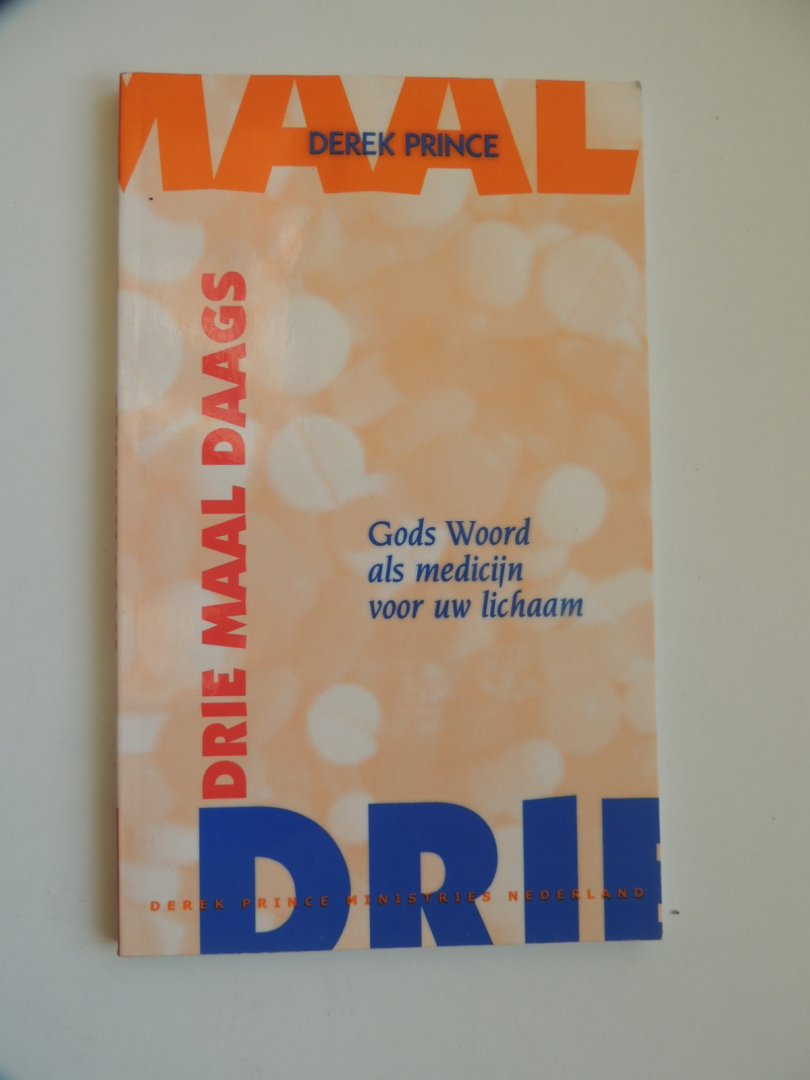 MAAL
DEREK PRINCE
DRIE MAAL DAAGS
Gods Woord
als medicijn
voor uw lichaam
DRIE
DEREK PRINCE MINISTRIES NEDERLAND